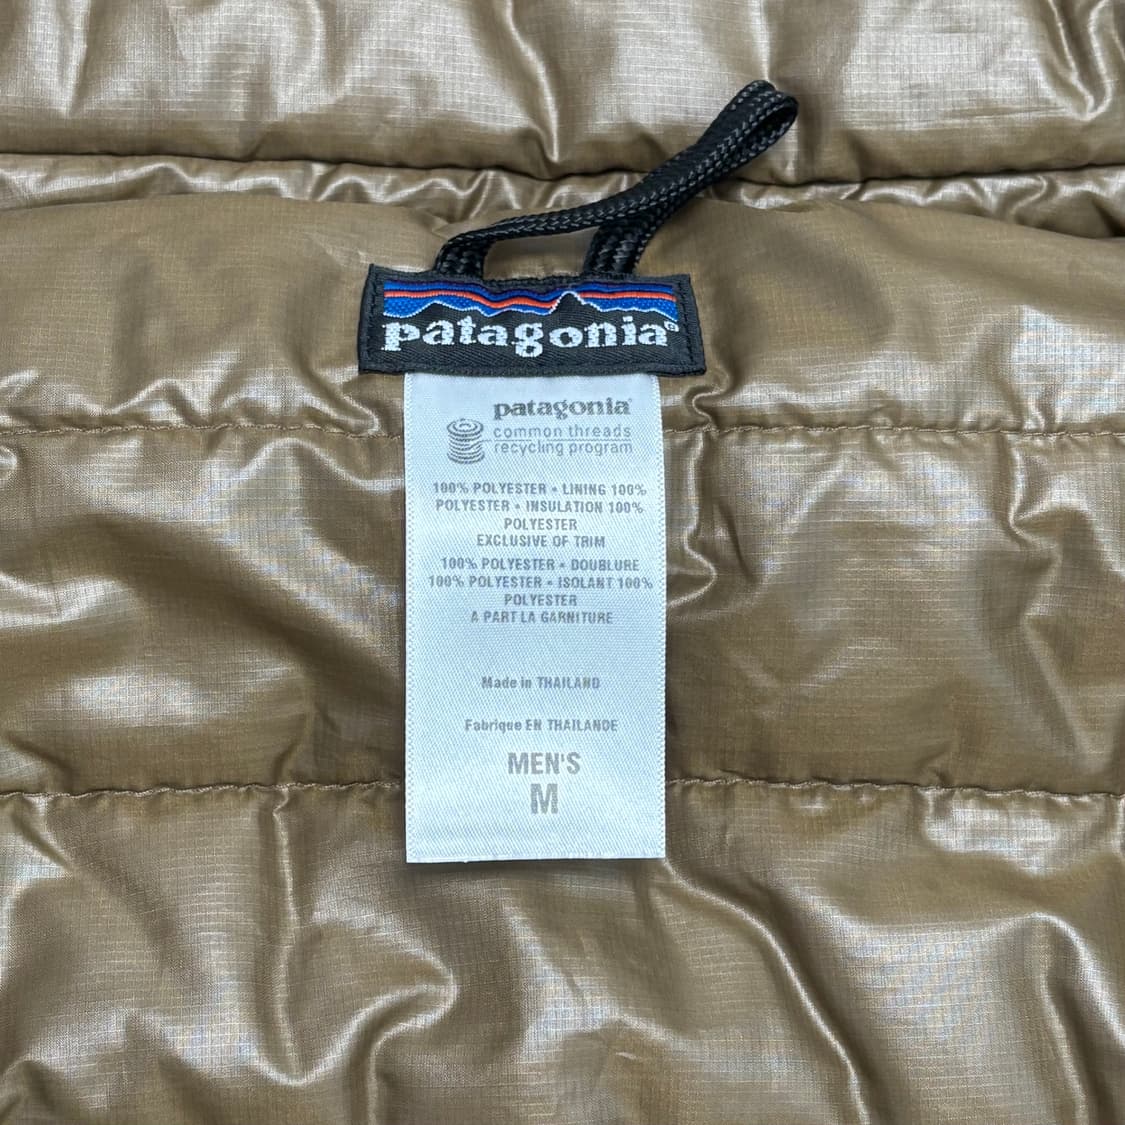 patagonia®
patagonia®
common threads
recycling program
100% POLYESTER • LINING 100%
POLYESTER • INSULATION 100%
POLYESTER
EXCLUSIVE OF TRIM
100% POLYESTER • DOUBLURE
100% POLYESTER • ISOLANT 100%
POLYESTER
A PART LA GARNITURE
Made in THAILAND
Fabrique EN THAILANDE
MEN'S
M